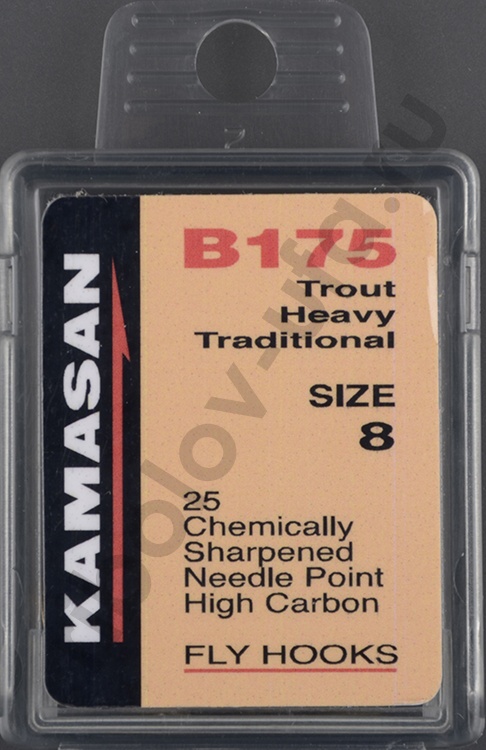 KAMASAN
B175
Trout
Heavy
Traditional
SIZE
8
25
Chemically
Sharpened
Needle Point
High Carbon
FLY HOOKS